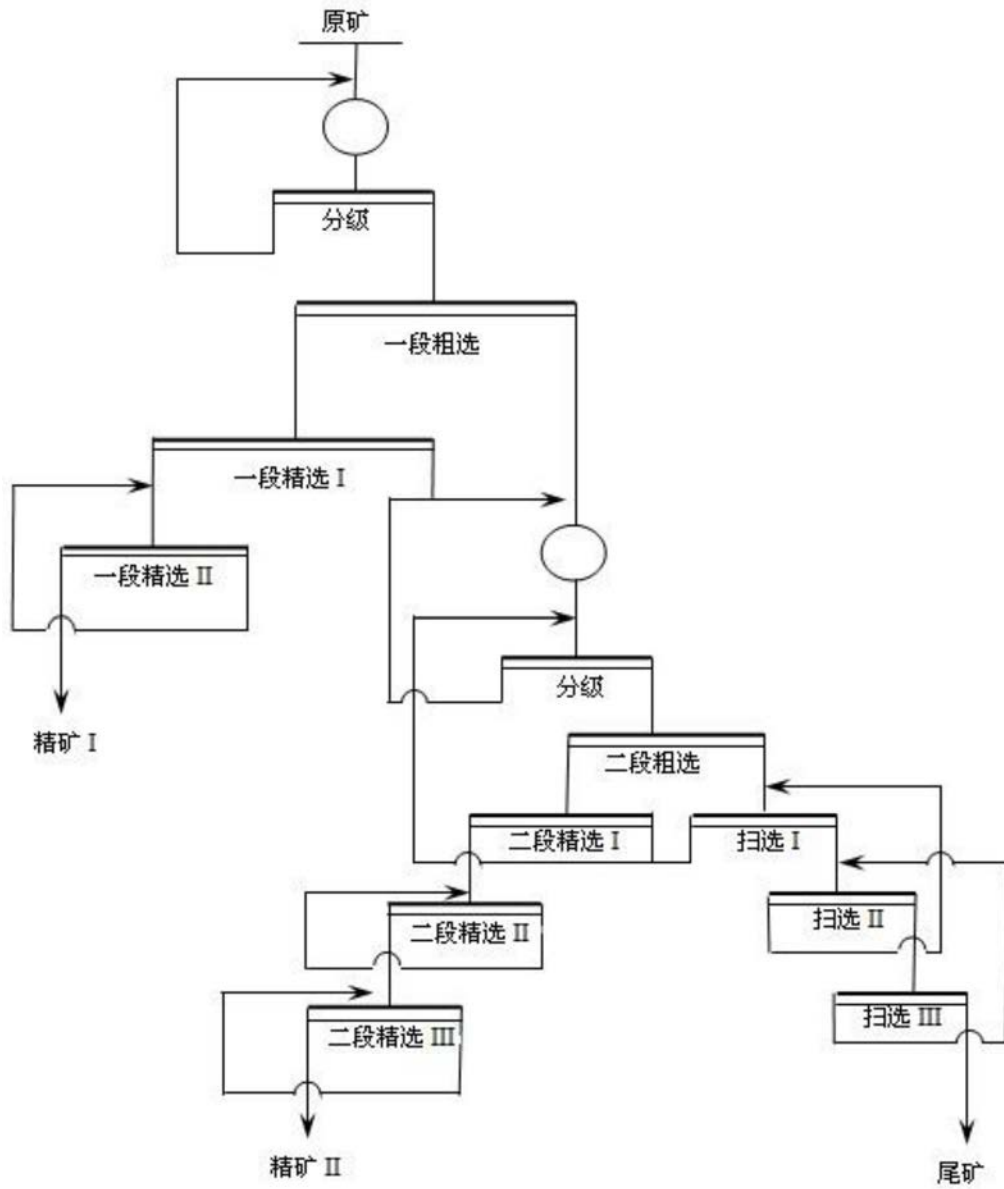 原矿
分级
一段粗选
一段精选 I
一段精选 II
分级
精矿 I
二段粗选
二段精选 I
扫选 I
二段精选 II
扫选 II
扫选 III
二段精选 III
精矿 II
尾矿